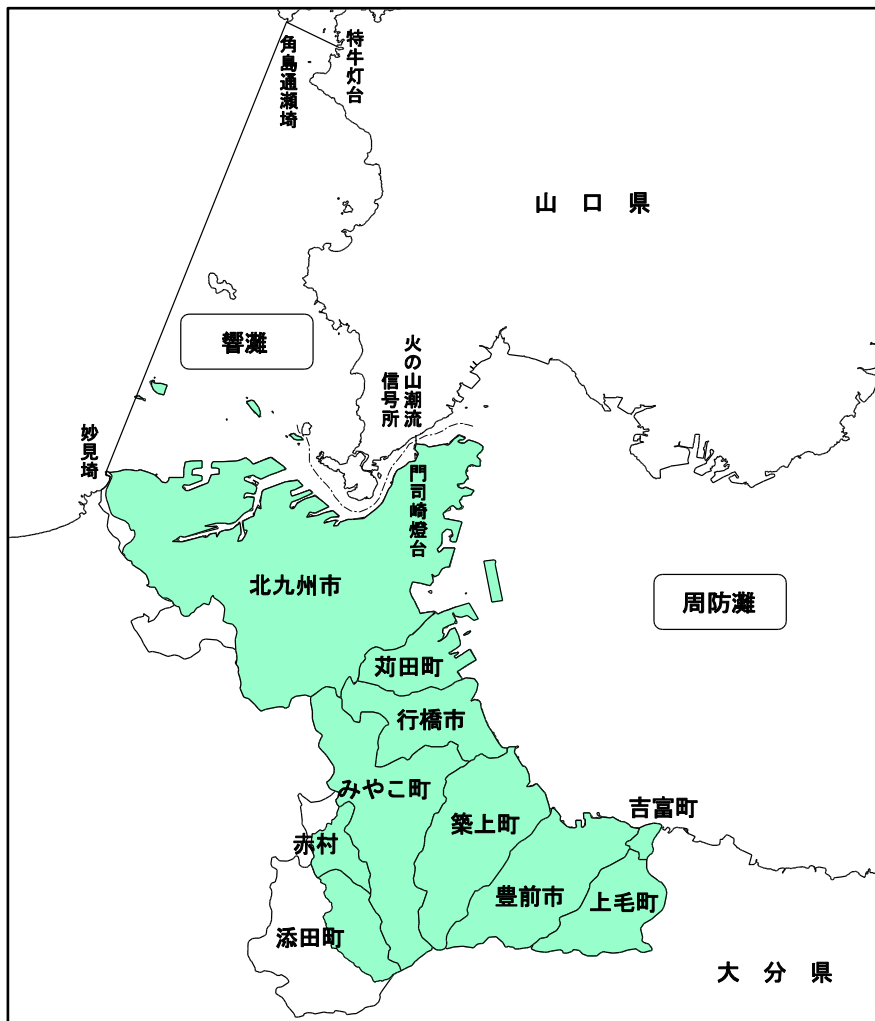 特牛灯台
角島通瀬埼
山口県
響灘
火の山潮流
信号所
妙見埼
門司崎燈台
北九州市
周防灘
苅田町
行橋市
みやこ町
吉富町
築上町
赤村
豊前市
上毛町
添田町
大分県